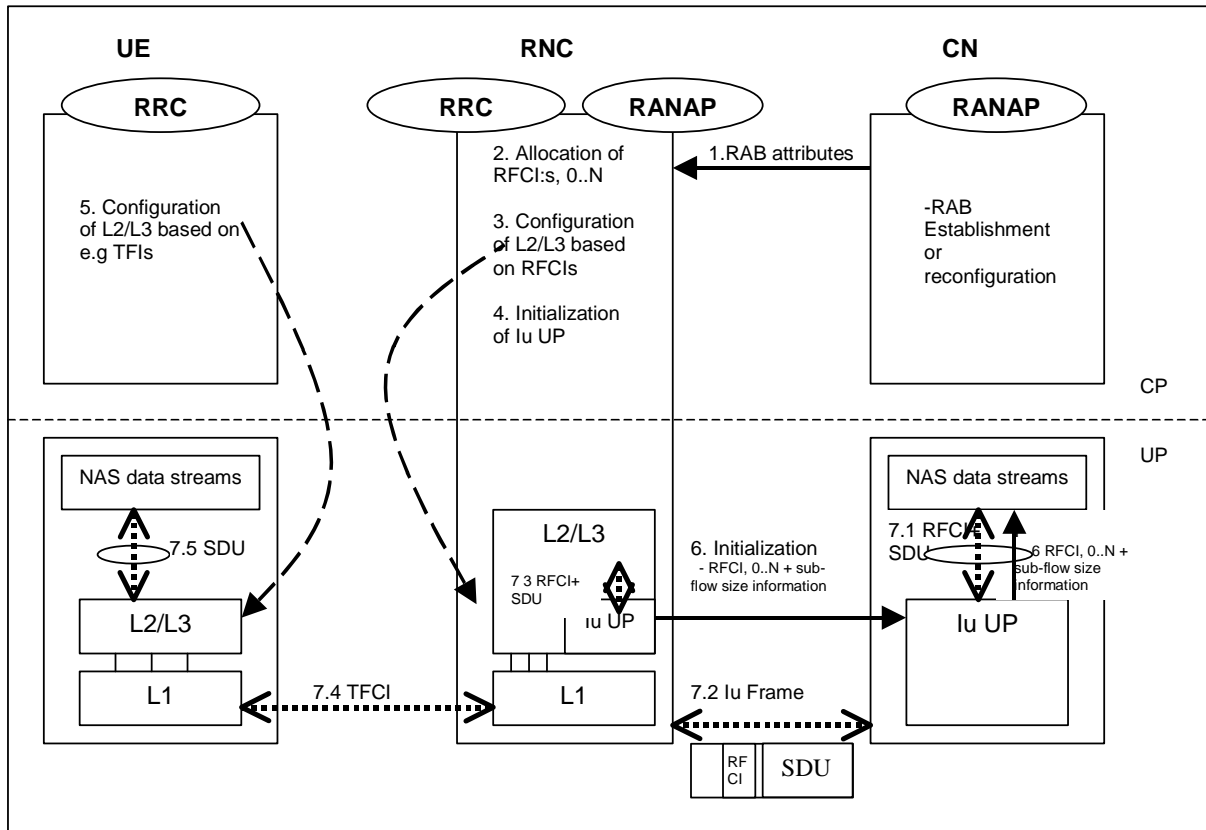 UE
RNC
CN
RRC
RRC
RANAP
RANAP
5. Configuration
of L2/L3 based on
e.g TFIs
2. Allocation of
RFCI:s, 0..N
3. Configuration
of L2/L3 based
on RFCIs
4. Initialization
of Iu UP
1.RAB attributes
-RAB
Establishment
or
reconfiguration
CP
UP
NAS data streams
7.5 SDU
L2/L3
L1
7.4 TFCI
L2/L3
7 3 RFCI+
SDU
Iu UP
L1
6. Initialization
- RFCI, 0..N + sub-
flow size information
7.2 Iu Frame
RF
CI
SDU
NAS data streams
7.1 RFCI+
SDU
6 RFCI, 0..N +
sub-flow size
information
Iu UP